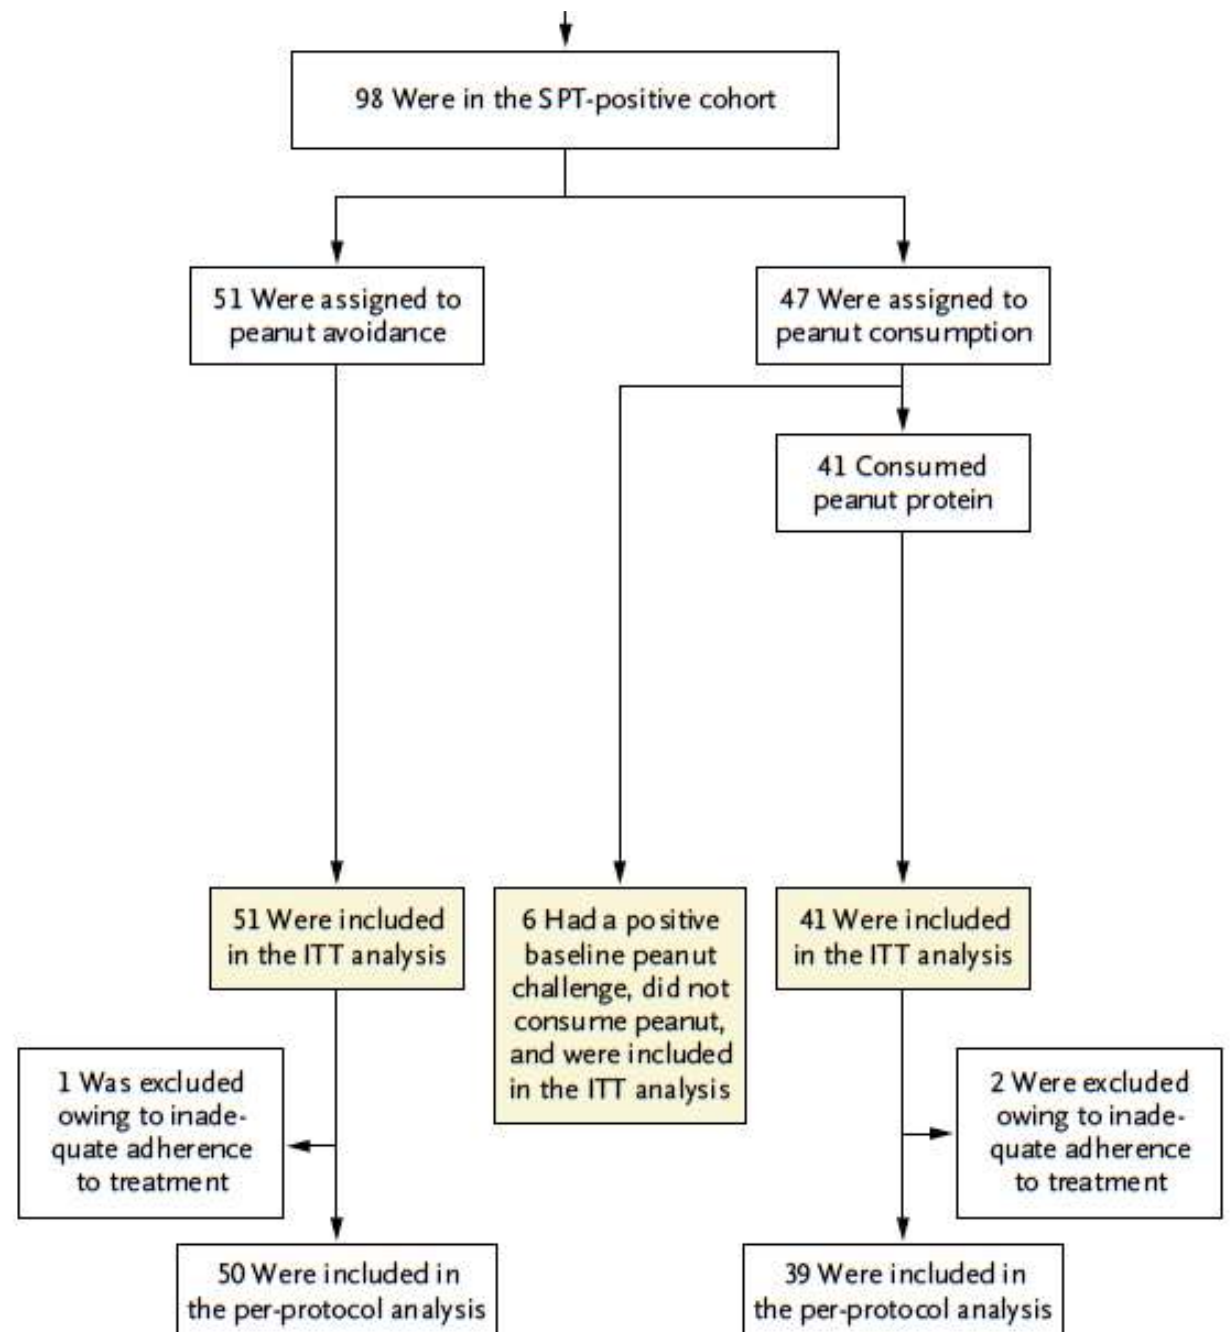 98 Were in the SPT-positive cohort
51 Were assigned to
peanut avoidance
47 Were assigned to
peanut consumption
41 Consumed
peanut protein
51 Were included
in the ITT analysis
6 Had a positive
baseline peanut
challenge, did not
consume peanut,
and were included
in the ITT analysis
41 Were included
in the ITT analysis
1 Was excluded
owing to inade-
quate adherence
to treatment
2 Were excluded
owing to inade-
quate adherence
to treatment
50 Were included in
the per-protocol analysis
39 Were included in
the per-protocol analysis